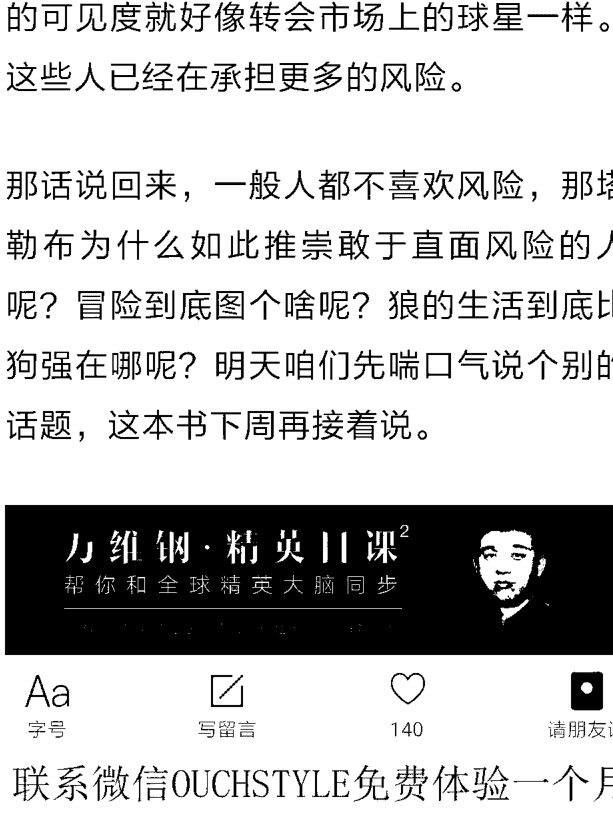 的可见度就好像转会市场上的球星一样。
这些人已经在承担更多的风险。
那话说回来，一般人都不喜欢风险，那塔
勒布为什么如此推崇敢于直面风险的人
呢？冒险到底图个啥呢？狼的生活到底比
狗强在哪呢？明天咱们先喘口气说个别的
话题，这本书下周再接着说。
万维钢·精英日课²
帮你和全球精英大脑同步
Aa
字号
写留言
140
请朋友
联系微信OUCHSTYLE免费体验一个月